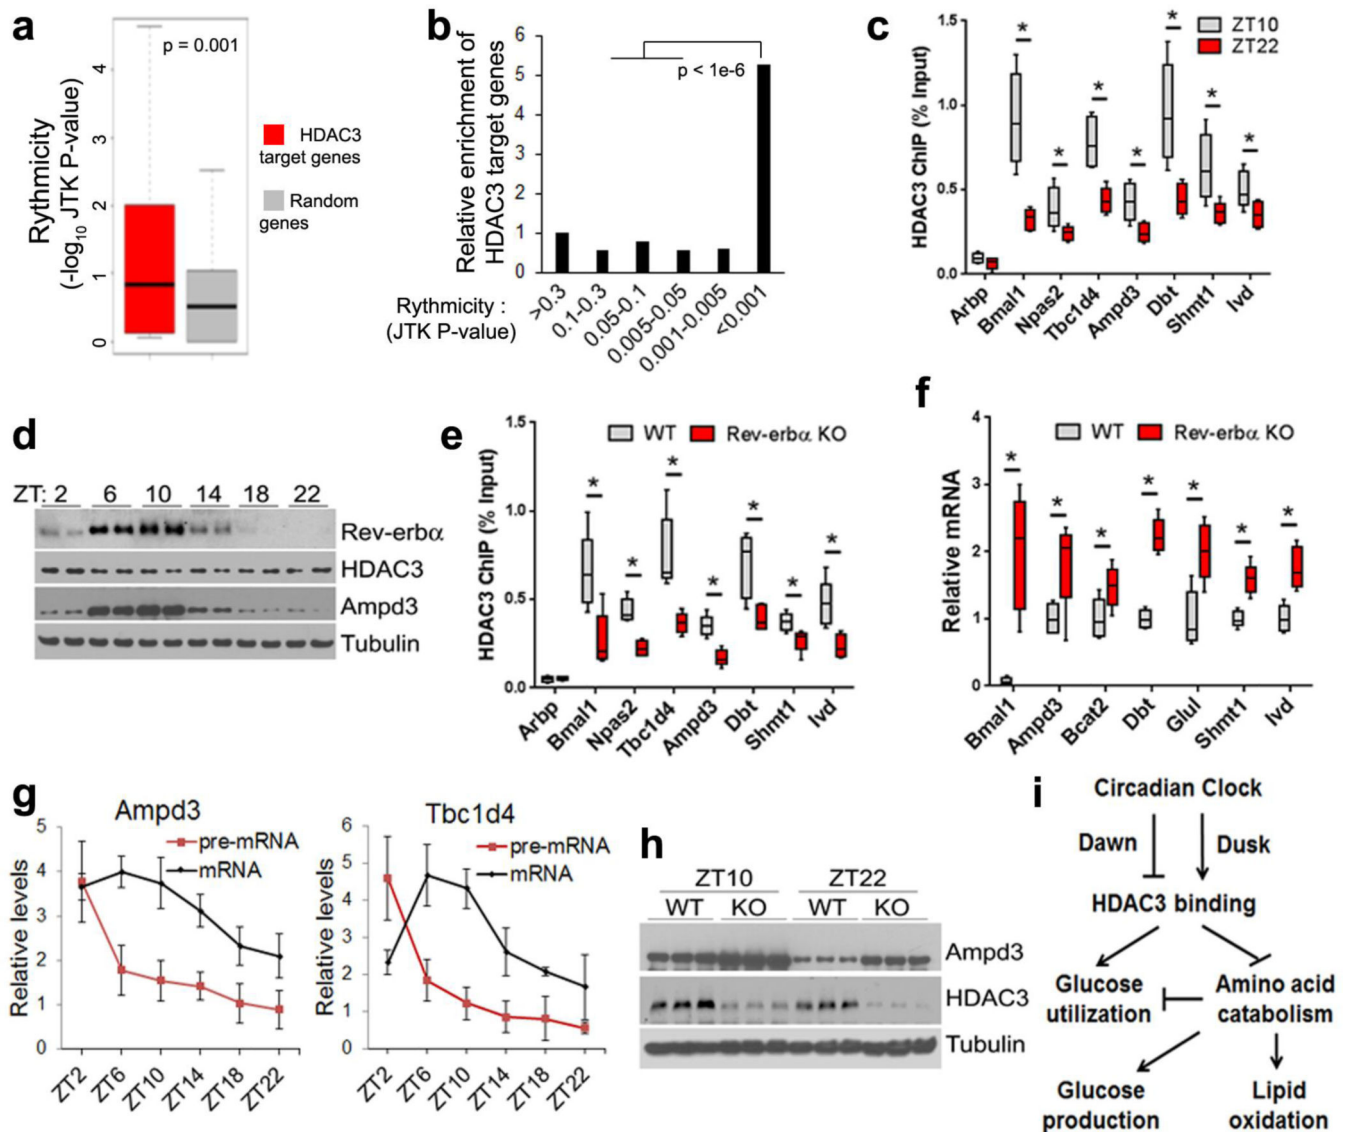 a
p = 0.001
Rythmicity
(-log10 JTK P-value)
4
3
2
1
0
HDAC3
target genes
Random
genes
b
Relative enrichment of
HDAC3 target genes
6
5
4
3
2
1
0
p < 1e-6
Rythmicity :
(JTK P-value)
>0.3
0.1-0.3
0.05-0.1
0.005-0.05
0.001-0.005
<0.001
c
HDAC3 ChIP (% Input)
1.5
1.0
0.5
0.0
ZT10
ZT22
* * * * * * *
Arbp
Bmal1
Npas2
Tbc1d4
Ampd3
Dbt
Shmt1
Ivd
d
ZT: 2 6 10 14 18 22
Rev-erbα
HDAC3
Ampd3
Tubulin
e
HDAC3 ChIP (% Input)
1.5
1.0
0.5
0.0
WT Rev-erbα KO
* * * * * * *
Arbp
Bmal1
Npas2
Tbc1d4
Ampd3
Dbt
Shmt1
Ivd
f
Relative mRNA
4
3
2
1
0
WT Rev-erbα KO
* * * * * * *
Bmal1
Ampd3
Bcat2
Dbt
Glul
Shmt1
Ivd
g
Ampd3
Relative levels
5
4
3
2
1
0
pre-mRNA
mRNA
ZT2
ZT6
ZT10
ZT14
ZT18
ZT22
Tbc1d4
Relative levels
6
5
4
3
2
1
0
pre-mRNA
mRNA
ZT2
ZT6
ZT10
ZT14
ZT18
ZT22
h
ZT10 ZT22
WT KO WT KO
Ampd3
HDAC3
Tubulin
i
Circadian Clock
Dawn Dusk
HDAC3 binding
Glucose
utilization
Amino acid
catabolism
Glucose
production
Lipid
oxidation